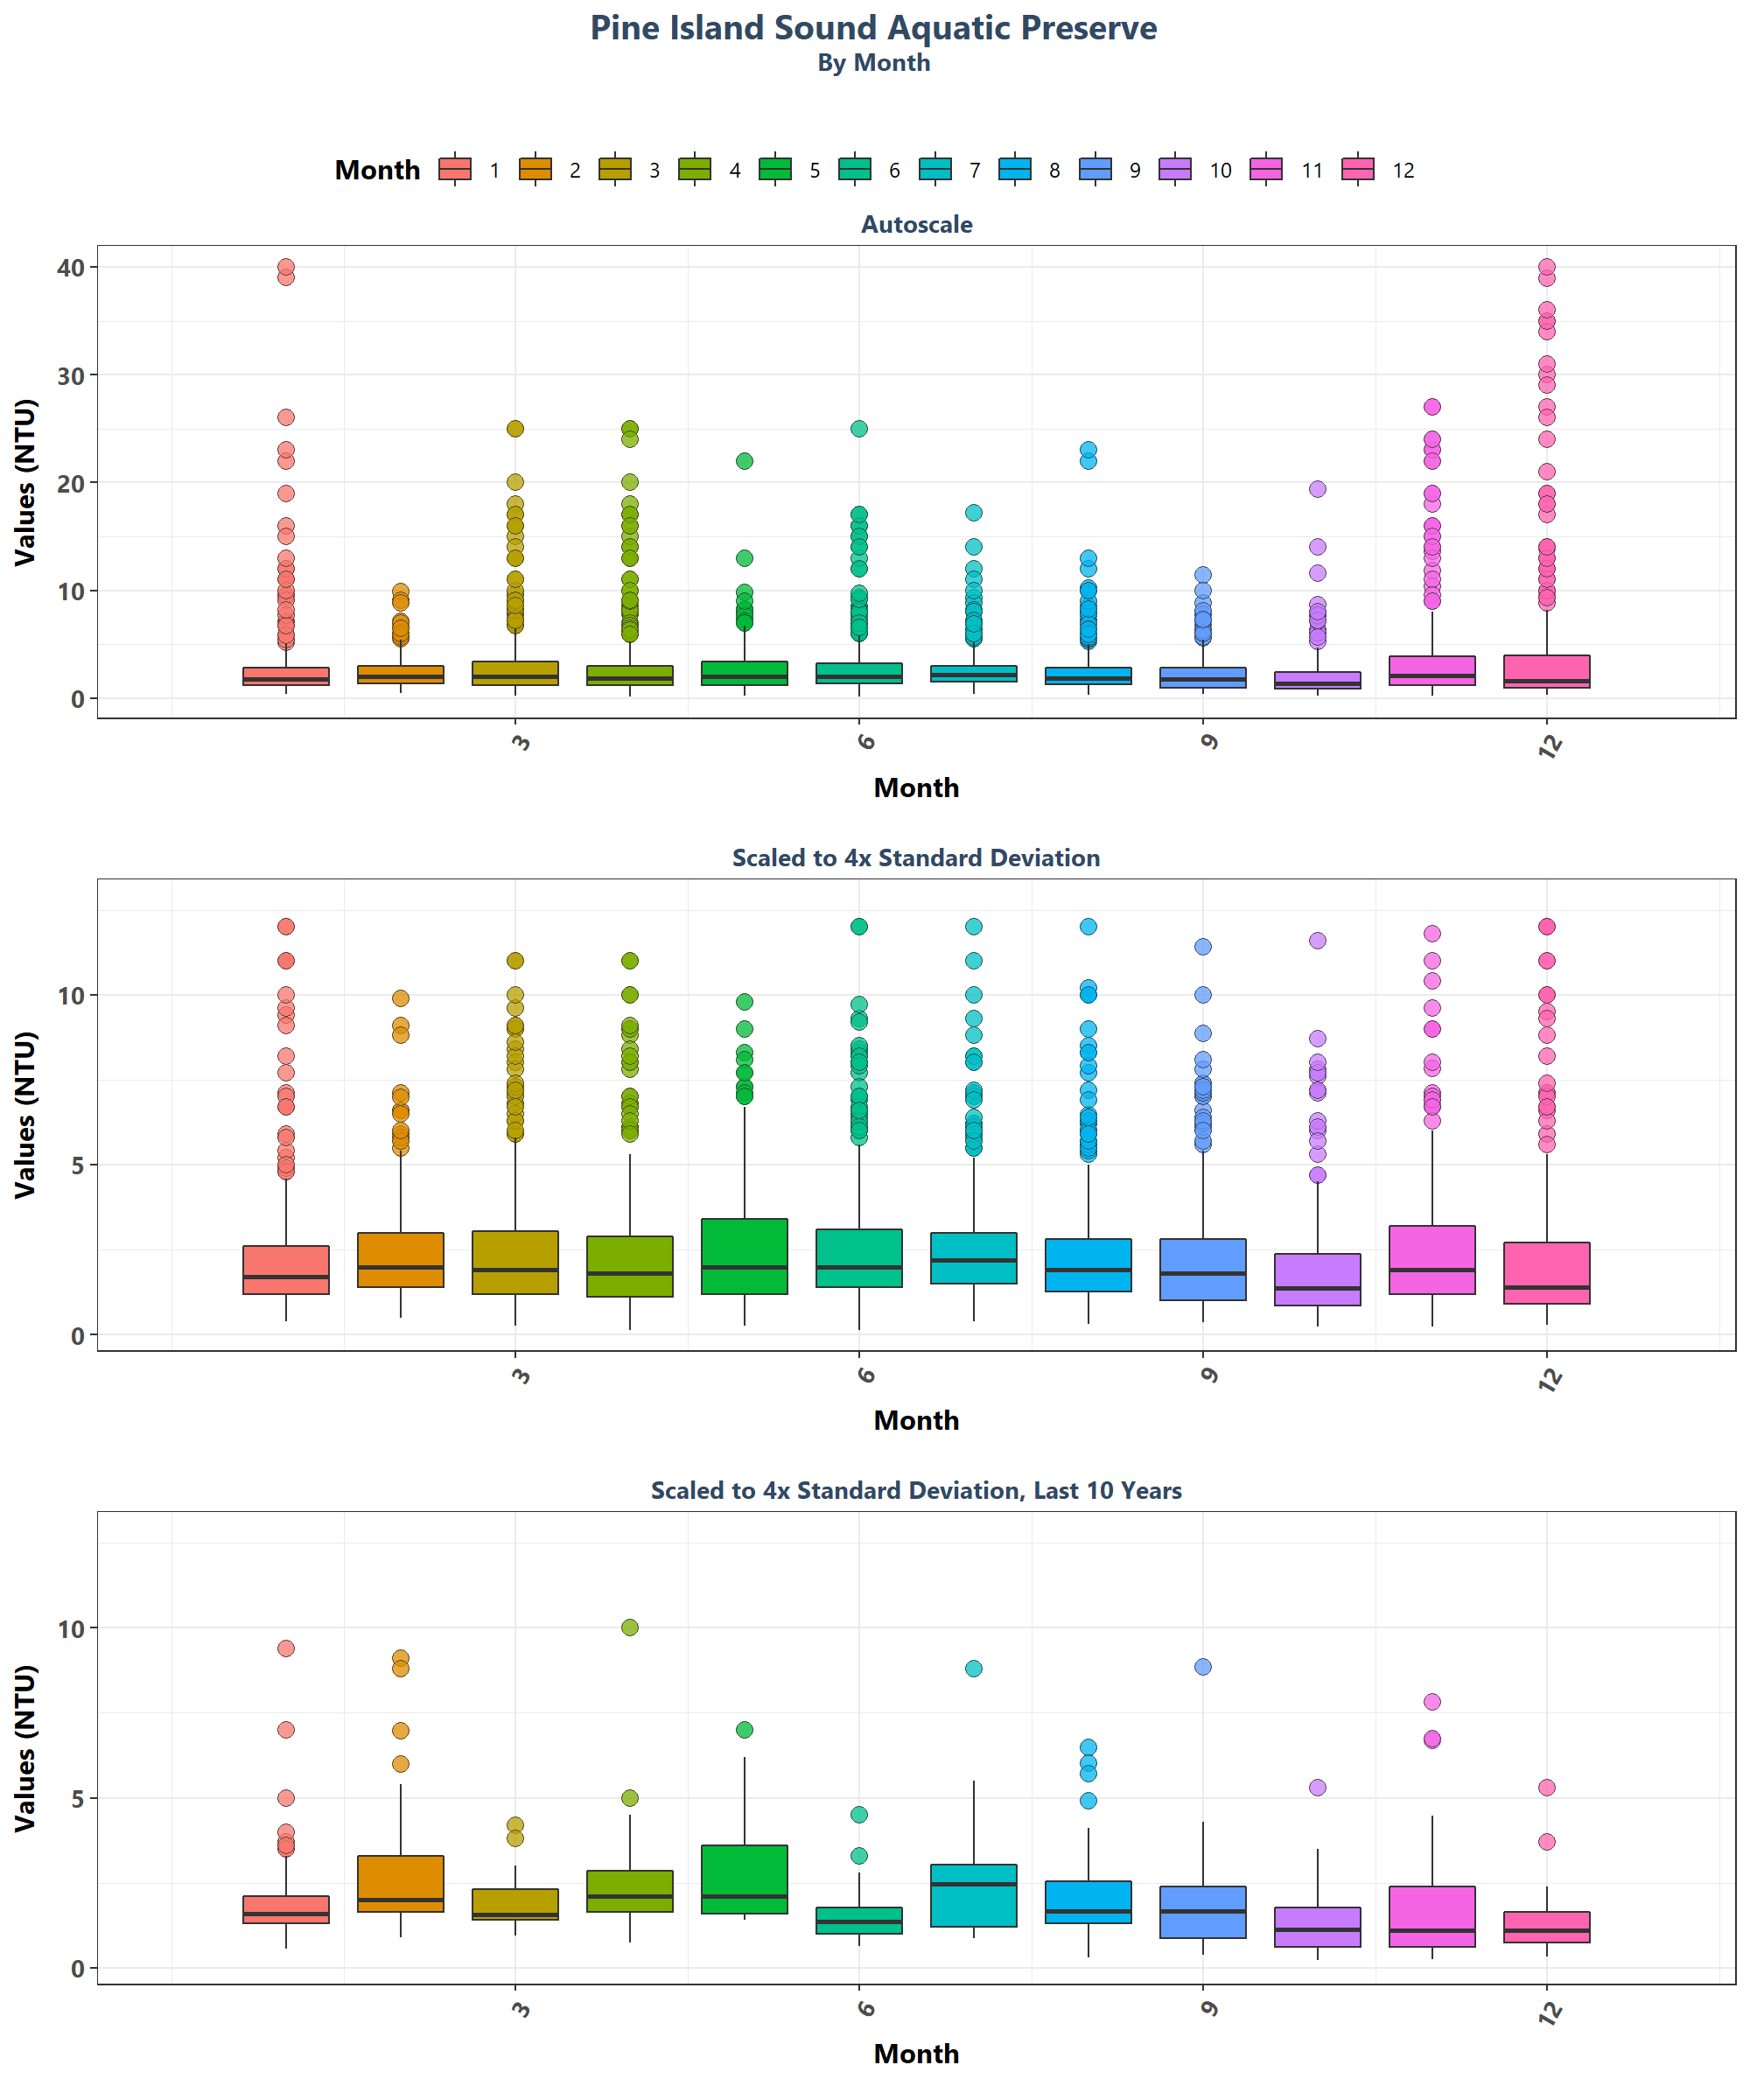 Pine Island Sound Aquatic Preserve
By Month
Month 1 2 3 4 5 6 7 8 9 10 11 12
Autoscale
Values (NTU)
40
30
20
10
0
3 6 9 12
Month
Scaled to 4x Standard Deviation
Values (NTU)
10
5
0
3 6 9 12
Month
Scaled to 4x Standard Deviation, Last 10 Years
Values (NTU)
10
5
0
3 6 9 12
Month